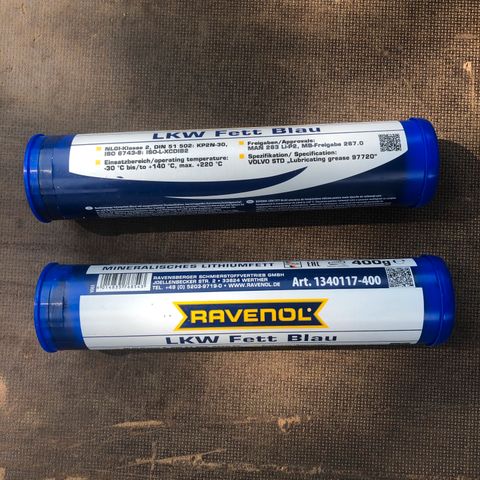 LKW Fett Blau
NLGI-Klasse 2, DIN 51 502: KP2N-30,
ISO 6743-9: ISO-L-XCDIB2
Einsatzbereich/operating temperature:
-30 °C bis/to +140 °C, max. +220 °C
Freigaben/Approvals:
MAN 283 Li-P2, MB-Freigabe 267.0
Spezifikation/ Specification:
VOLVO STD „Lubricating grease 97720"
MINERALISCHES LITHIUMFETT
EAC
400g e
RAVENSBERGER SCHMIERSTOFFVERTRIEB GMBH
JOELLENBECKER STR. 2 • 33824 WERTHER
TEL. +49 (0) 5203-9719-0 • WWW.RAVENOL.DE
Art. 1340117-400
RAVENOL
LKW Fett Blau